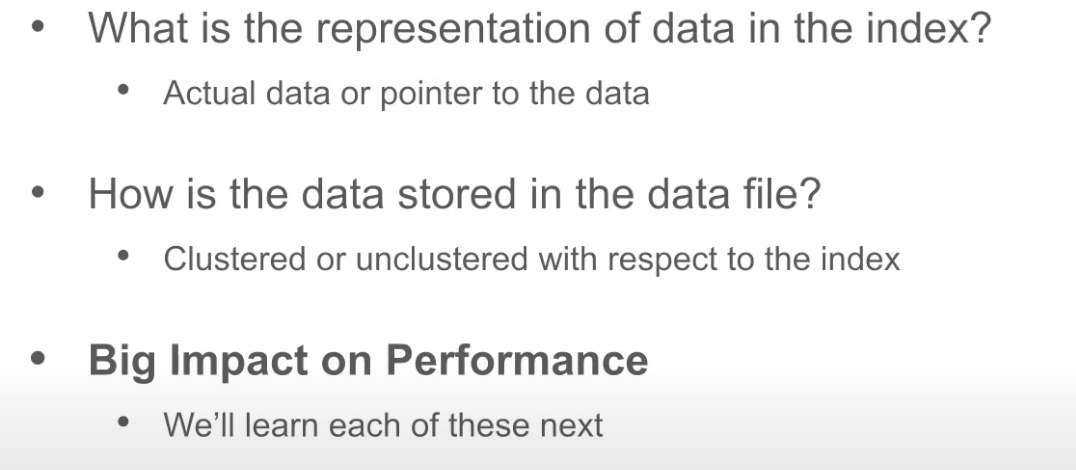 • What is the representation of data in the index?
• Actual data or pointer to the data
• How is the data stored in the data file?
• Clustered or unclustered with respect to the index
• Big Impact on Performance
• We'll learn each of these next